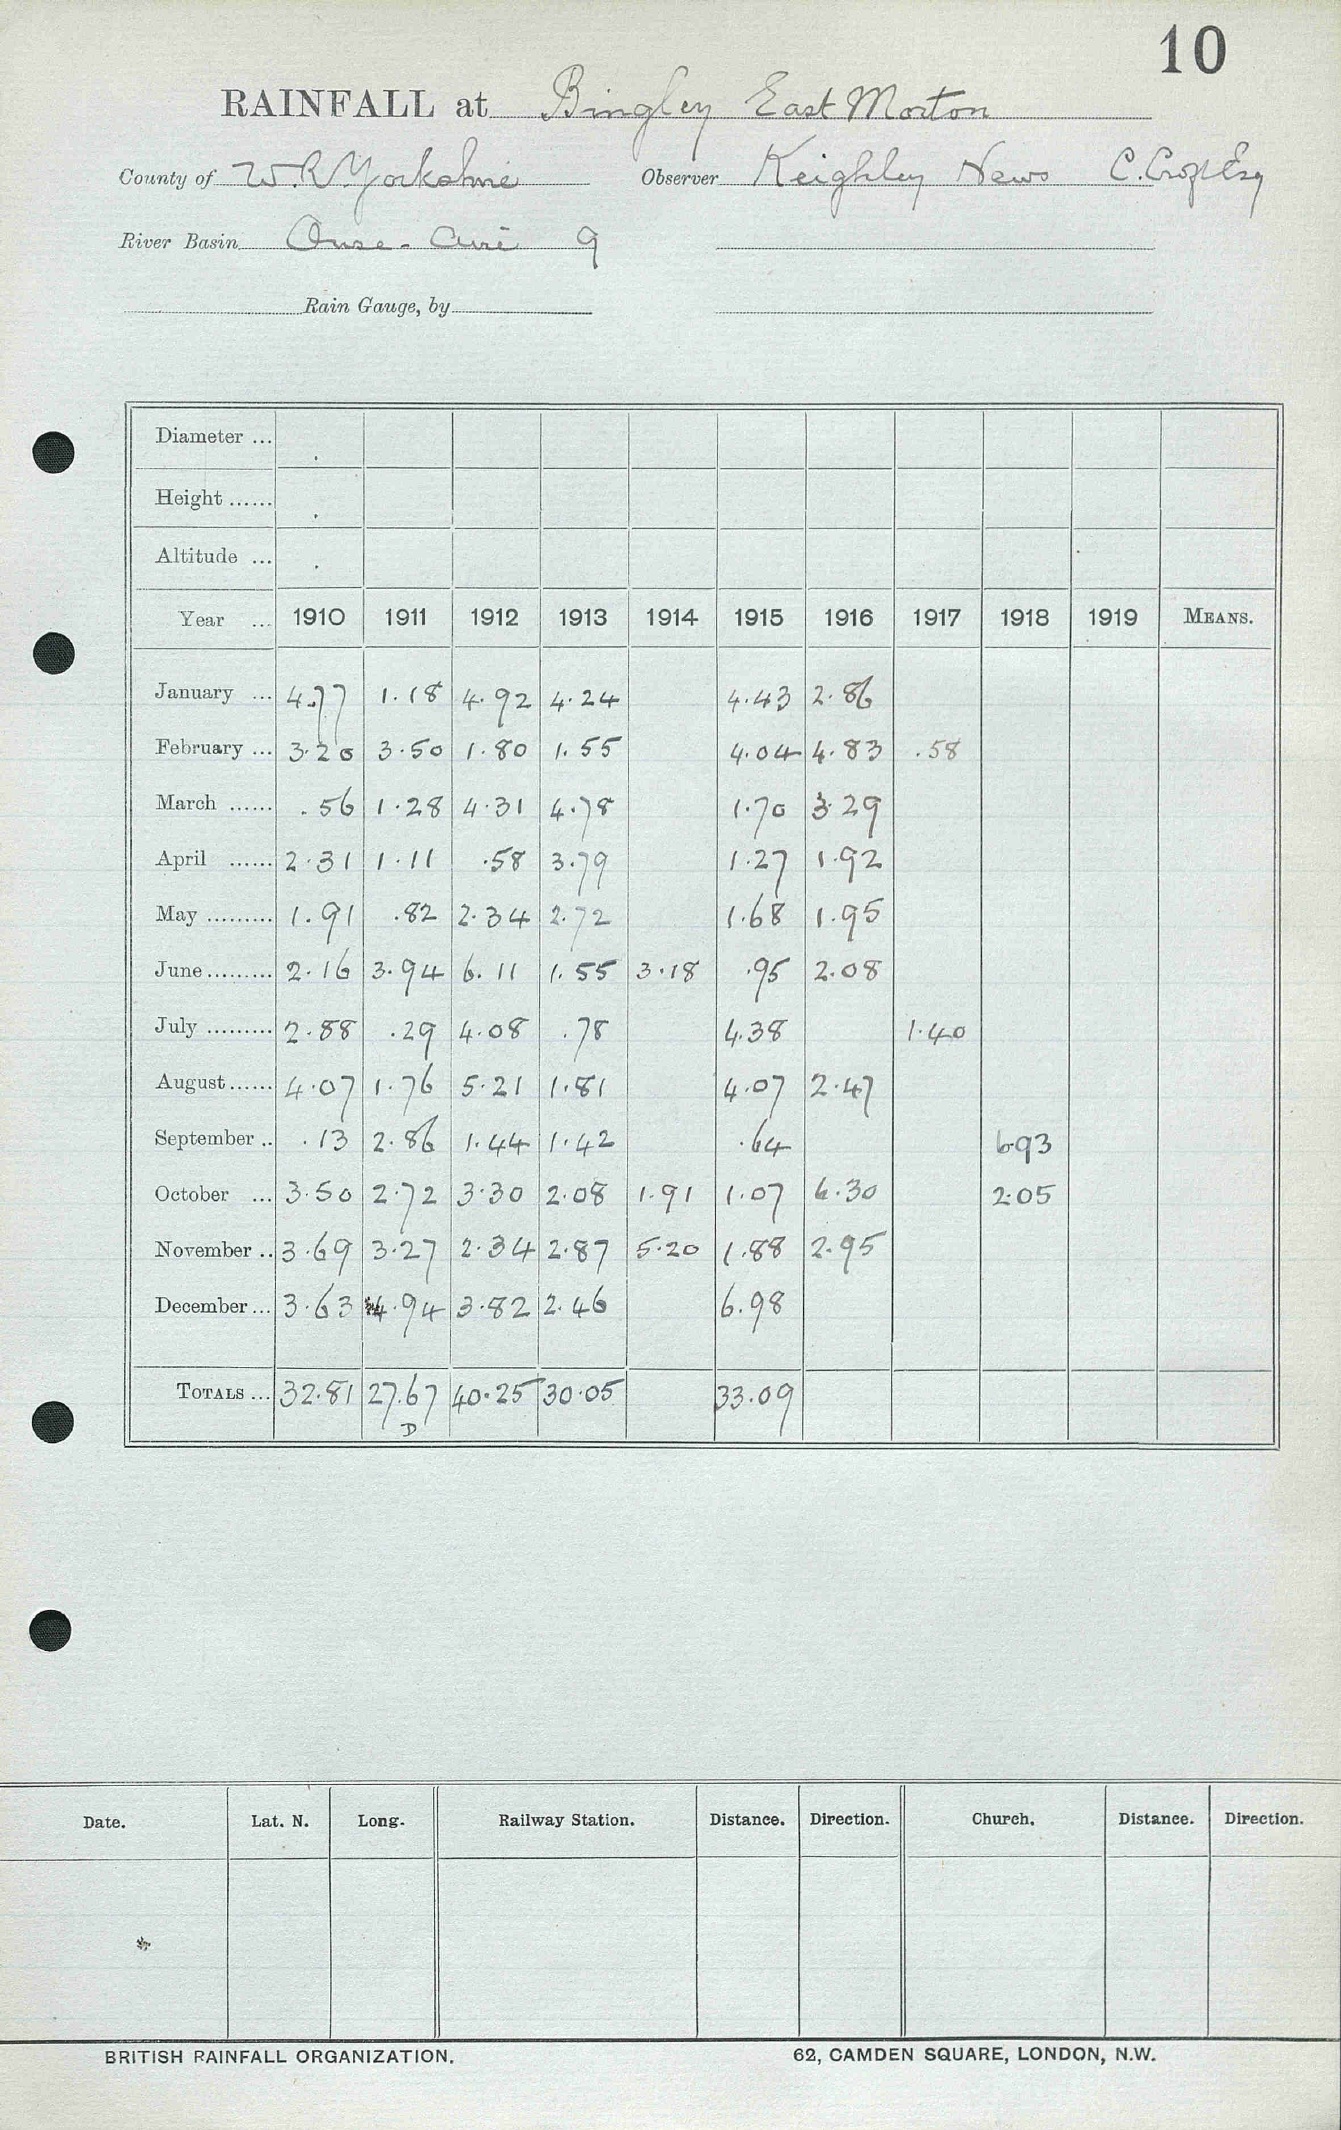 10
RAINFALL at Bingley East Morton
County of W.R Yorkshire Observer Keighley News C. Esq
River Basin Ouse - Aire 9
Rain Gauge, by
Diameter ...
Height ......
Altitude ...
Year ... 1910 1911 1912 1913 1914 1915 1916 1917 1918 1919 MEANS.
January ... 4.77 1.18 4.92 4.24 4.43 2.86
February ... 3.20 3.50 1.80 1.55 4.04 4.83 .58
March ...... .56 1.28 4.31 4.78 1.70 3.29
April ...... 2.31 1.11 .58 3.79 1.27 1.92
May ......... 1.91 .82 2.34 2.72 1.68 1.95
June ......... 2.16 3.94 6.11 1.55 3.18 .95 2.08
July ......... 2.88 .29 4.08 .78 4.38 1.40
August ...... 4.07 1.76 5.21 1.81 4.07 2.47
September .. .13 2.86 1.44 1.42 .64 6.93
October ... 3.50 2.72 3.30 2.08 1.91 1.07 6.30 2.05
November .. 3.69 3.27 2.34 2.87 5.20 1.88 2.95
December ... 3.63 4.94 3.82 2.46 6.98
TOTALS ... 32.81 27.67 40.25 30.05 33.09
D
Date. Lat. N. Long. Railway Station. Distance. Direction. Church. Distance. Direction.
BRITISH RAINFALL ORGANIZATION. 62, CAMDEN SQUARE, LONDON, N.W.